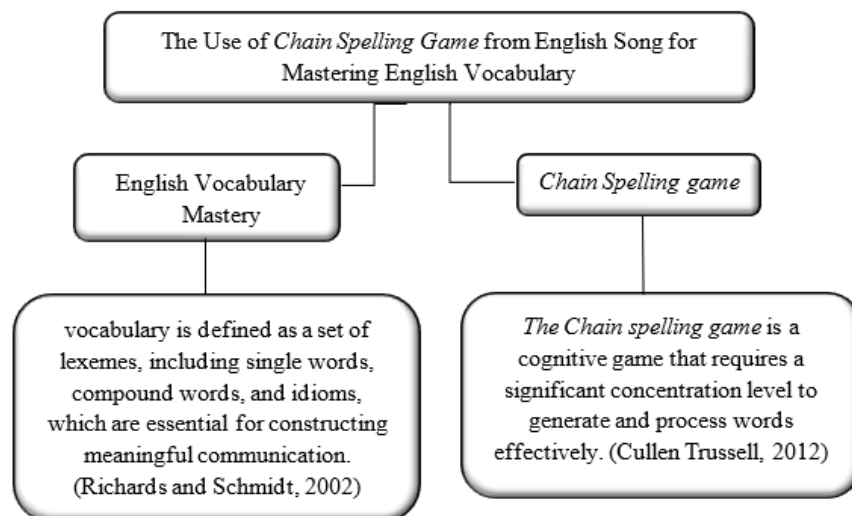 The Use of Chain Spelling Game from English Song for
Mastering English Vocabulary
English Vocabulary
Mastery
Chain Spelling game
vocabulary is defined as a set of
lexemes, including single words,
compound words, and idioms,
which are essential for constructing
meaningful communication.
(Richards and Schmidt, 2002)
The Chain spelling game is a
cognitive game that requires a
significant concentration level to
generate and process words
effectively. (Cullen Trussell, 2012)